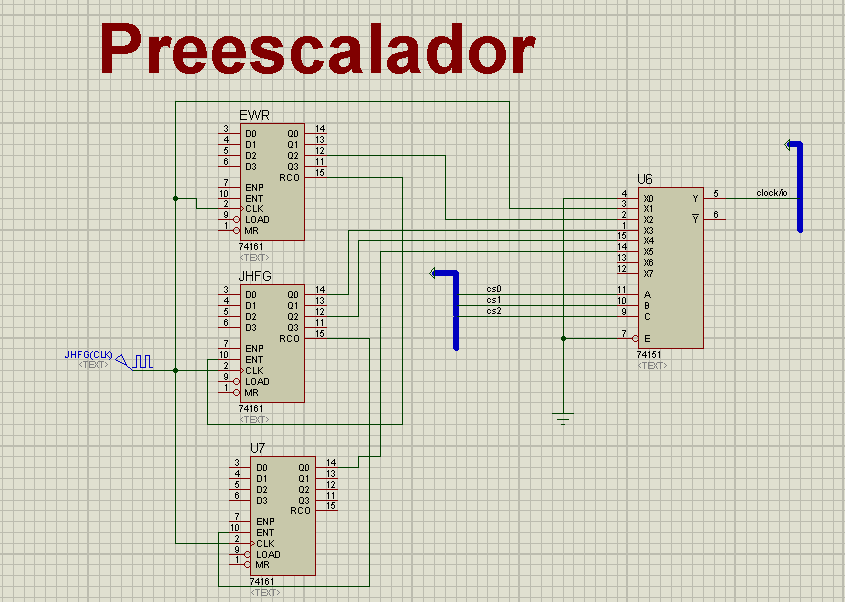 Preescalador
EWR
3 D0 Q0 14
4 D1 Q1 13
5 D2 Q2 12
6 D3 Q3 11
RCO 15
7 ENP
10 ENT
2 CLK
9 LOAD
1 MR
74161
<TEXT>
JHFG
3 D0 Q0 14
4 D1 Q1 13
5 D2 Q2 12
6 D3 Q3 11
RCO 15
7 ENP
10 ENT
2 CLK
9 LOAD
1 MR
74161
<TEXT>
JHFG(CLK)
<TEXT>
U7
3 D0 Q0 14
4 D1 Q1 13
5 D2 Q2 12
6 D3 Q3 11
RCO 15
7 ENP
10 ENT
2 CLK
9 LOAD
1 MR
74161
<TEXT>
cs0
cs1
cs2
U6
4 X0 Y 5
3 X1
2 X2 Y 6
1 X3
15 X4
14 X5
13 X6
12 X7
11 A
10 B
9 C
7 E
74151
<TEXT>
clock/io